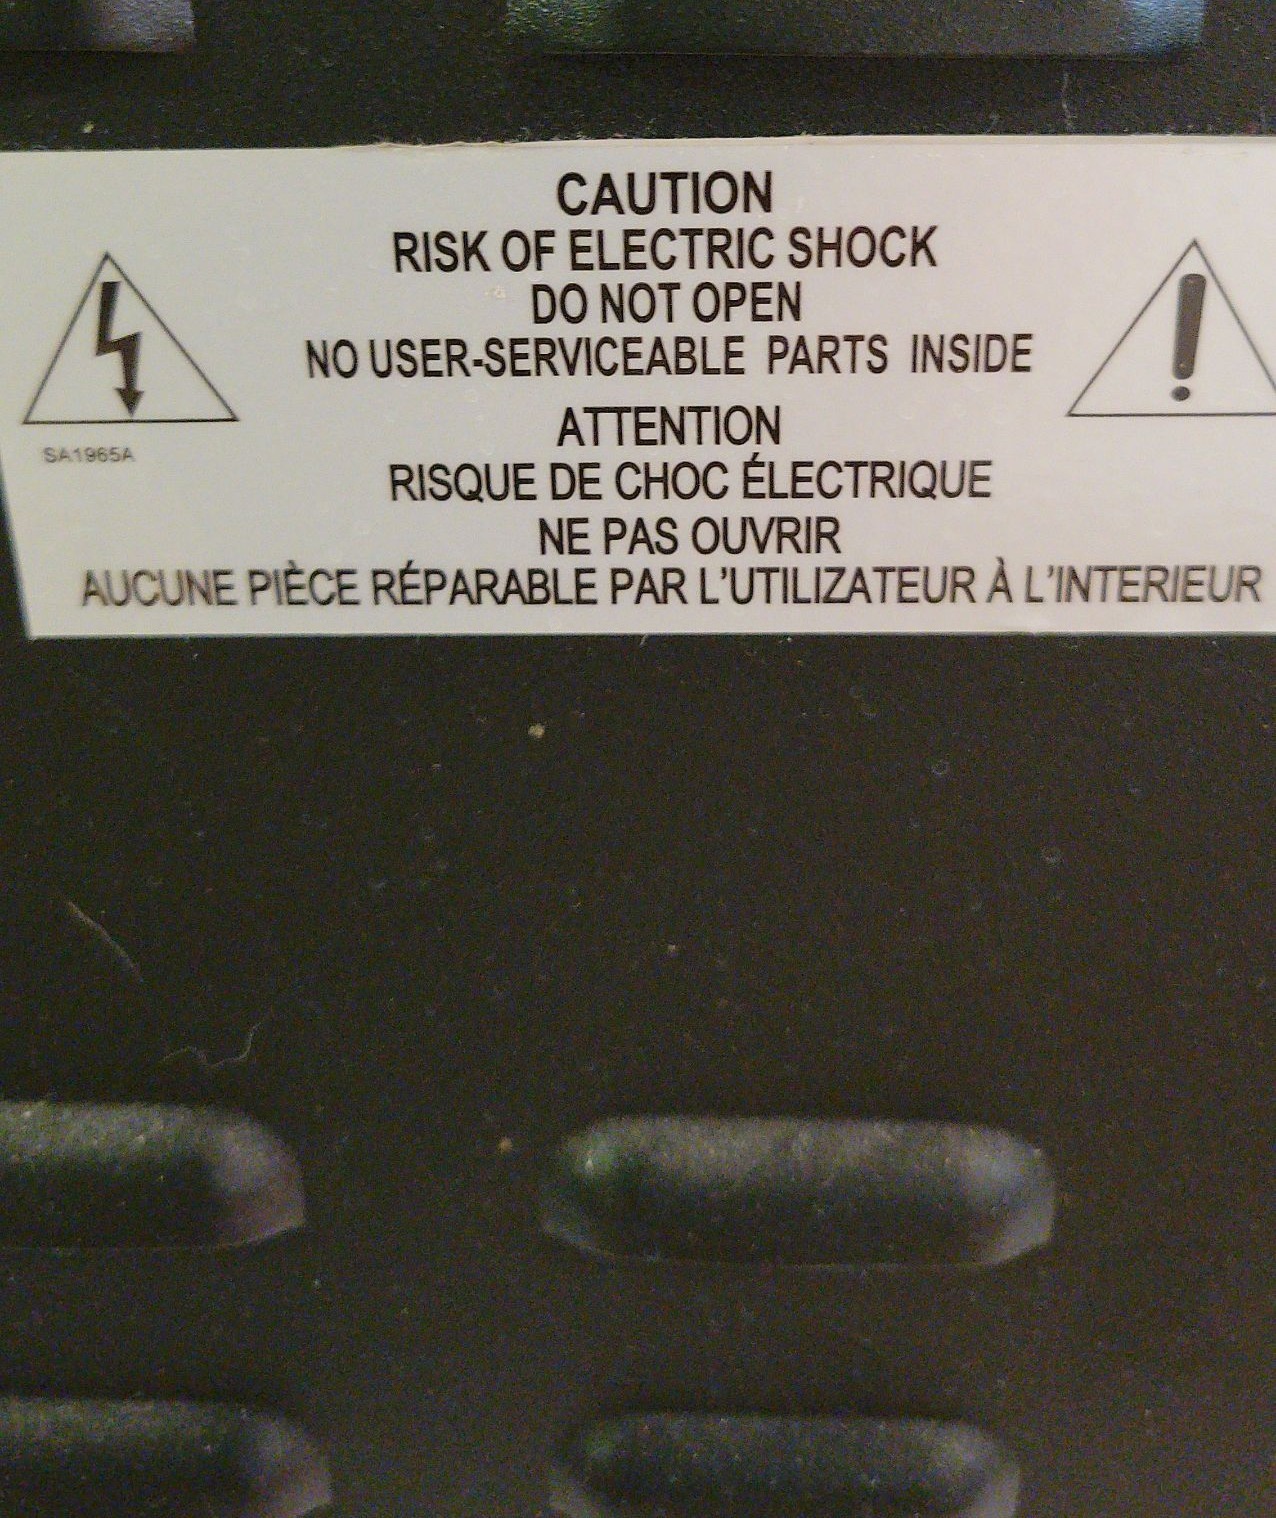 CAUTION
RISK OF ELECTRIC SHOCK
DO NOT OPEN
NO USER-SERVICEABLE PARTS INSIDE
ATTENTION
SA1965A
RISQUE DE CHOC ÉLECTRIQUE
NE PAS OUVRIR
AUCUNE PIÈCE RÉPARABLE PAR L'UTILIZATEUR À L'INTERIEUR